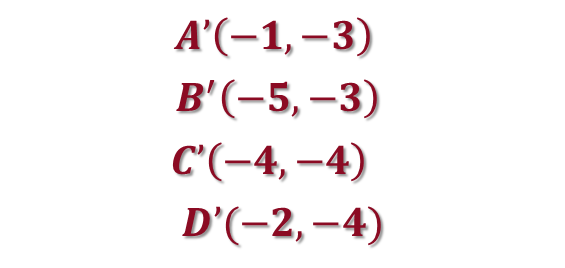 A’(−1, −3)
B′(−5, −3)
C’(−4, −4)
D’(−2, −4)